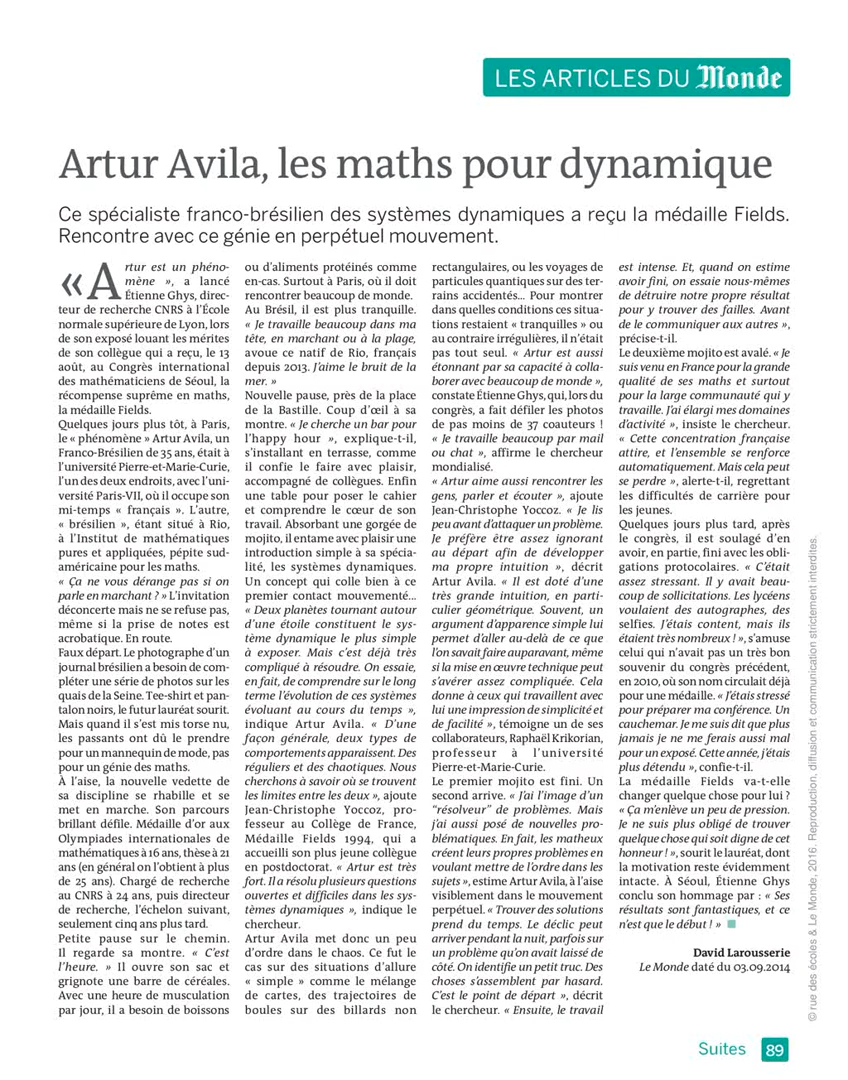 LES ARTICLES DU Monde
Artur Avila, les maths pour dynamique
Ce spécialiste franco-brésilien des systèmes dynamiques a reçu la médaille Fields.
Rencontre avec ce génie en perpétuel mouvement.
«Artur est un phéno-
mène », a lancé
Étienne Ghys, direc-
teur de recherche CNRS à l'École
normale supérieure de Lyon, lors
de son exposé louant les mérites
de son collègue qui a reçu, le 13
août, au Congrès international
des mathématiciens de Séoul, la
récompense suprême en maths,
la médaille Fields.
Quelques jours plus tôt, à Paris,
le « phénomène » Artur Avila, un
Franco-Brésilien de 35 ans, était à
l'université Pierre-et-Marie-Curie,
l'un des deux endroits, avec l'uni-
versité Paris-VII, où il occupe son
mi-temps « français ». L'autre,
« brésilien », étant situé à Rio,
à l'Institut de mathématiques
pures et appliquées, pépite sud-
américaine pour les maths.
« Ça ne vous dérange pas si on
parle en marchant ? » L'invitation
déconcerte mais ne se refuse pas,
même si la prise de notes est
acrobatique. En route.
Faux départ. Le photographe d'un
journal brésilien a besoin de com-
pléter une série de photos sur les
quais de la Seine. Tee-shirt et pan-
talon noirs, le futur lauréat sourit.
Mais quand il s'est mis torse nu,
les passants ont dû le prendre
pour un mannequin de mode, pas
pour un génie des maths.
À l'aise, la nouvelle vedette de
sa discipline se rhabille et se
met en marche. Son parcours
brillant défile. Médaille d'or aux
Olympiades internationales de
mathématiques à 16 ans, thèse à 21
ans (en général on l'obtient à plus
de 25 ans). Chargé de recherche
au CNRS à 24 ans, puis directeur
de recherche, l'échelon suivant,
seulement cinq ans plus tard.
Petite pause sur le chemin.
Il regarde sa montre. « C'est
l'heure. » Il ouvre son sac et
grignote une barre de céréales.
Avec une heure de musculation
par jour, il a besoin de boissons
ou d'aliments protéinés comme
en-cas. Surtout à Paris, où il doit
rencontrer beaucoup de monde.
Au Brésil, il est plus tranquille.
« Je travaille beaucoup dans ma
tête, en marchant ou à la plage,
avoue ce natif de Rio, français
depuis 2013. J'aime le bruit de la
mer. »
Nouvelle pause, près de la place
de la Bastille. Coup d'œil à sa
montre. « Je cherche un bar pour
l'happy hour », explique-t-il,
s'installant en terrasse, comme
il confie le faire avec plaisir,
accompagné de collègues. Enfin
une table pour poser le cahier
et comprendre le cœur de son
travail. Absorbant une gorgée de
mojito, il entame avec plaisir une
introduction simple à sa spécia-
lité, les systèmes dynamiques.
Un concept qui colle bien à ce
premier contact mouvementé…
« Deux planètes tournant autour
d'une étoile constituent le sys-
tème dynamique le plus simple
à exposer. Mais c'est déjà très
compliqué à résoudre. On essaie,
en fait, de comprendre sur le long
terme l'évolution de ces systèmes
évoluant au cours du temps »,
indique Artur Avila. « D'une
façon générale, deux types de
comportements apparaissent. Des
réguliers et des chaotiques. Nous
cherchons à savoir où se trouvent
les limites entre les deux », ajoute
Jean-Christophe Yoccoz, pro-
fesseur au Collège de France,
Médaille Fields 1994, qui a
accueilli son plus jeune collègue
en postdoctorat. « Artur est très
fort. Il a résolu plusieurs questions
ouvertes et difficiles dans les sys-
tèmes dynamiques », indique le
chercheur.
Artur Avila met donc un peu
d'ordre dans le chaos. Ce fut le
cas sur des situations d'allure
« simple » comme le mélange
de cartes, des trajectoires de
boules sur des billards non
rectangulaires, ou les voyages de
particules quantiques sur des ter-
rains accidentés… Pour montrer
dans quelles conditions ces situa-
tions restaient « tranquilles » ou
au contraire irrégulières, il n'était
pas tout seul. « Artur est aussi
étonnant par sa capacité à colla-
borer avec beaucoup de monde »,
constate Étienne Ghys, qui, lors du
congrès, a fait défiler les photos
de pas moins de 37 coauteurs !
« Je travaille beaucoup par mail
ou chat », affirme le chercheur
mondialisé.
« Artur aime aussi rencontrer les
gens, parler et écouter », ajoute
Jean-Christophe Yoccoz. « Je lis
peu avant d'attaquer un problème.
Je préfère être assez ignorant
au départ afin de développer
ma propre intuition », décrit
Artur Avila. « Il est doté d'une
très grande intuition, en parti-
culier géométrique. Souvent, un
argument d'apparence simple lui
permet d'aller au-delà de ce que
l'on savait faire auparavant, même
si la mise en œuvre technique peut
s'avérer assez compliquée. Cela
donne à ceux qui travaillent avec
lui une impression de simplicité et
de facilité », témoigne un de ses
collaborateurs, Raphaël Krikorian,
professeur à l'université
Pierre-et-Marie-Curie.
Le premier mojito est fini. Un
second arrive. « J'ai l'image d'un
“résolveur” de problèmes. Mais
j'ai aussi posé de nouvelles pro-
blématiques. En fait, les matheux
créent leurs propres problèmes en
voulant mettre de l'ordre dans les
sujets », estime Artur Avila, à l'aise
visiblement dans le mouvement
perpétuel. « Trouver des solutions
prend du temps. Le déclic peut
arriver pendant la nuit, parfois sur
un problème qu'on avait laissé de
côté. On identifie un petit truc. Des
choses s'assemblent par hasard.
C'est le point de départ », décrit
le chercheur. « Ensuite, le travail
est intense. Et, quand on estime
avoir fini, on essaie nous-mêmes
de détruire notre propre résultat
pour y trouver des failles. Avant
de le communiquer aux autres »,
précise-t-il.
Le deuxième mojito est avalé. « Je
suis venu en France pour la grande
qualité de ses maths et surtout
pour la large communauté qui y
travaille. J'ai élargi mes domaines
d'activité », insiste le chercheur.
« Cette concentration française
attire, et l'ensemble se renforce
automatiquement. Mais cela peut
se perdre », alerte-t-il, regrettant
les difficultés de carrière pour
les jeunes.
Quelques jours plus tard, après
le congrès, il est soulagé d'en
avoir, en partie, fini avec les obli-
gations protocolaires. « C'était
assez stressant. Il y avait beau-
coup de sollicitations. Les lycéens
voulaient des autographes, des
selfies. J'étais content, mais ils
étaient très nombreux ! », s'amuse
celui qui n'avait pas un très bon
souvenir du congrès précédent,
en 2010, où son nom circulait déjà
pour une médaille. « J'étais stressé
pour préparer ma conférence. Un
cauchemar. Je me suis dit que plus
jamais je ne me ferais aussi mal
pour un exposé. Cette année, j'étais
plus détendu », confie-t-il.
La médaille Fields va-t-elle
changer quelque chose pour lui ?
« Ça m'enlève un peu de pression.
Je ne suis plus obligé de trouver
quelque chose qui soit digne de cet
honneur ! », sourit le lauréat, dont
la motivation reste évidemment
intacte. À Séoul, Étienne Ghys
conclu son hommage par : « Ses
résultats sont fantastiques, et ce
n'est que le début ! »
David Larousserie
Le Monde daté du 03.09.2014
© rue des écoles & Le Monde, 2016. Reproduction, diffusion et communication strictement interdites.
Suites 89